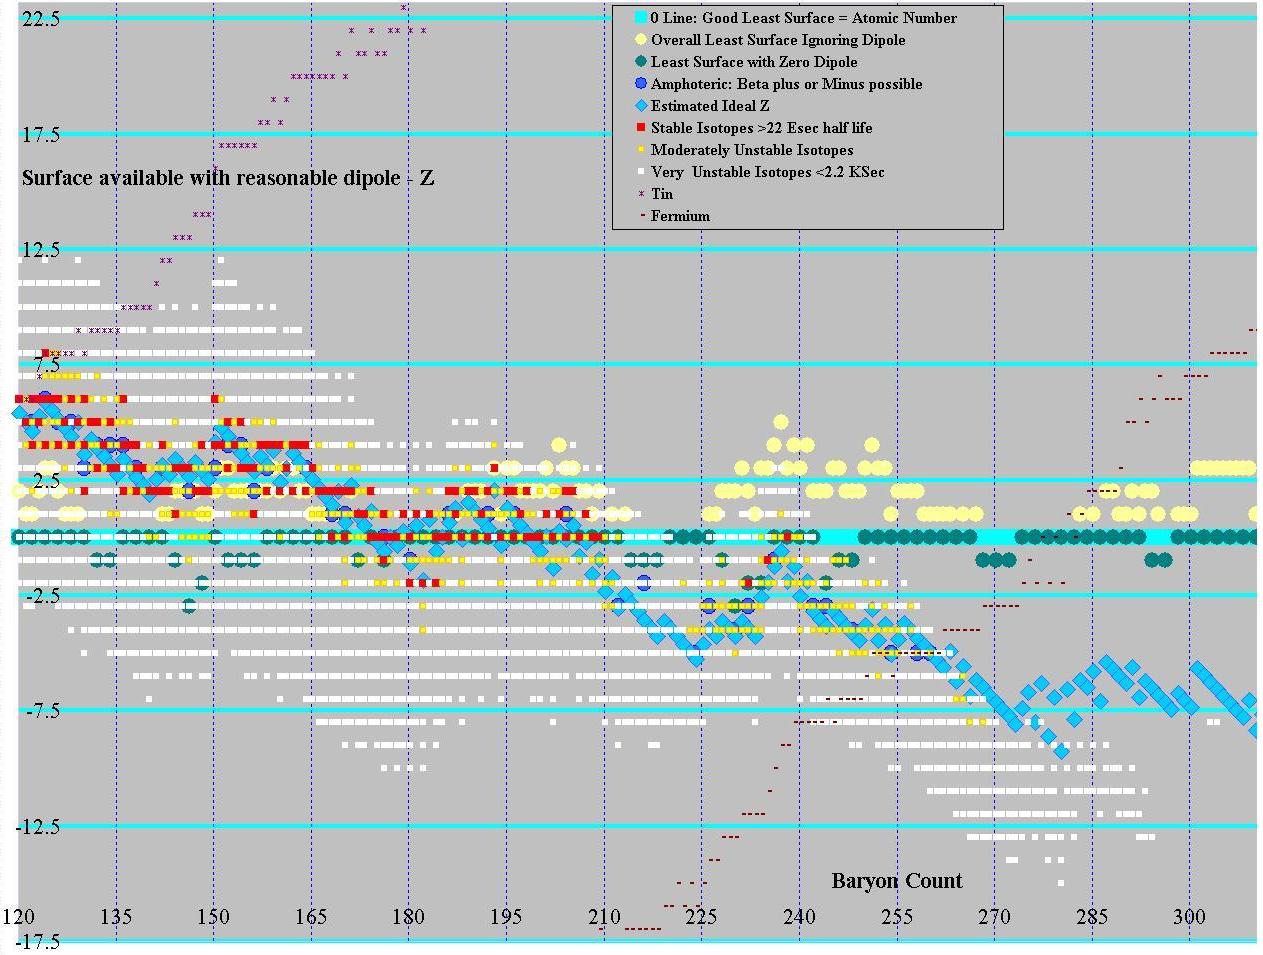 22.5
0 Line: Good Least Surface = Atomic Number
Overall Least Surface Ignoring Dipole
Least Surface with Zero Dipole
Amphoteric: Beta plus or Minus possible
Estimated Ideal Z
Stable Isotopes >22 Esec half life
Moderately Unstable Isotopes
Very Unstable Isotopes <2.2 KSec
Tin
Fermium
17.5
Surface available with reasonable dipole - Z
12.5
7.5
2.5
-2.5
-7.5
-12.5
Baryon Count
120 135 150 165 180 195 210 225 240 255 270 285 300
-17.5